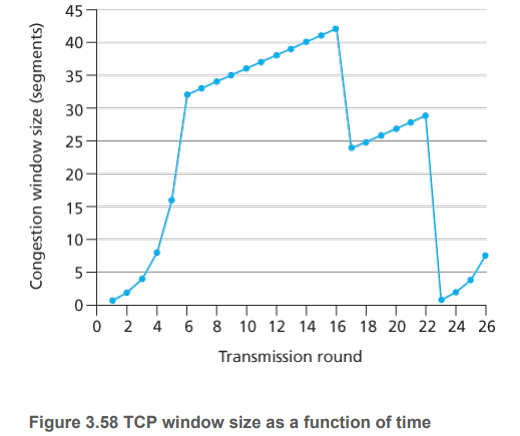 Congestion window size (segments)
45
40
35
30
25
20
15
10
5
0
0 2 4 6 8 10 12 14 16 18 20 22 24 26
Transmission round
Figure 3.58 TCP window size as a function of time